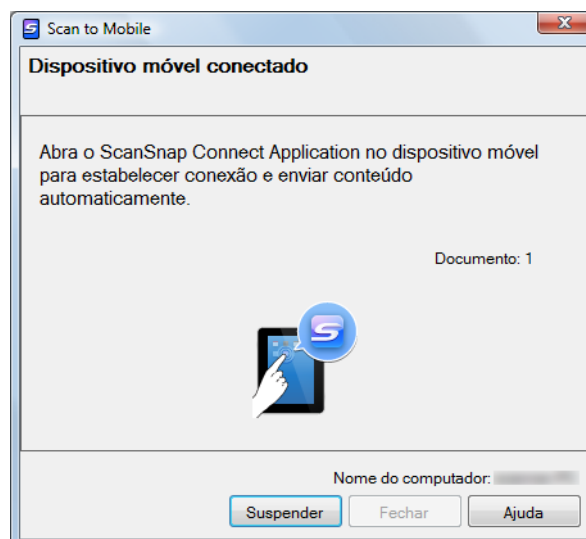 Scan to Mobile
Dispositivo móvel conectado
Abra o ScanSnap Connect Application no dispositivo móvel
para estabelecer conexão e enviar conteúdo
automaticamente.
Documento: 1
Nome do computador:
Suspender
Fechar
Ajuda